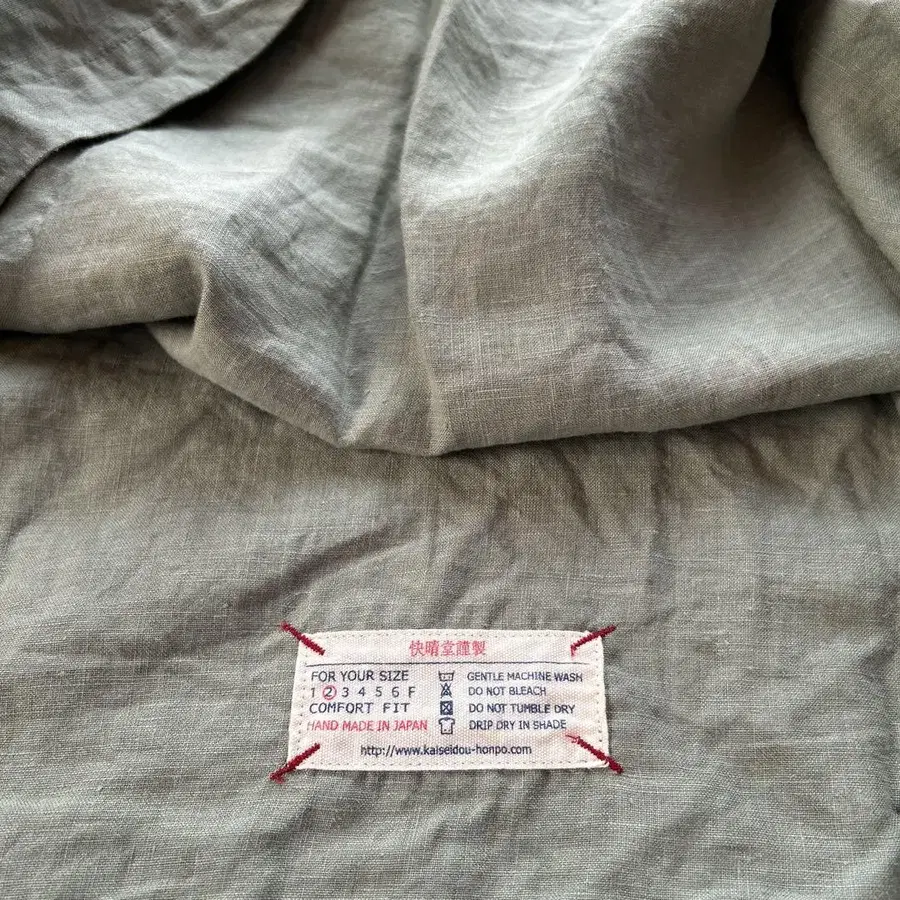 快晴堂謹製
FOR YOUR SIZE
1 2 3 4 5 6 F
COMFORT FIT
HAND MADE IN JAPAN
GENTLE MACHINE WASH
DO NOT BLEACH
DO NOT TUMBLE DRY
DRIP DRY IN SHADE
http://www.kaiseidou-honpo.com